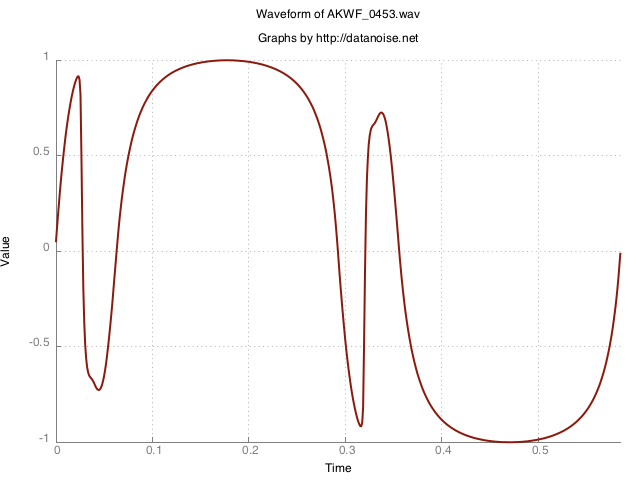 Waveform of AKWF_0453.wav
Graphs by http://datanoise.net
1
0.5
0
-0.5
-1
Value
0 0.1 0.2 0.3 0.4 0.5
Time